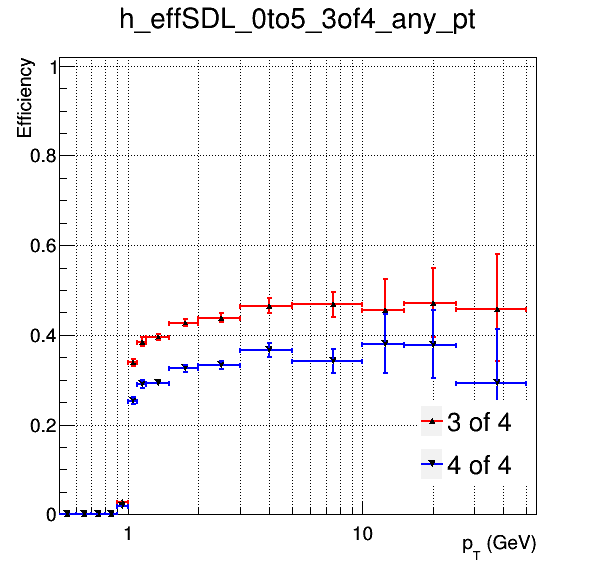 h_effSDL_0to5_3of4_any_pt
Efficiency
1
0.8
0.6
0.4
0.2
0
3 of 4
4 of 4
1
10
p_T (GeV)